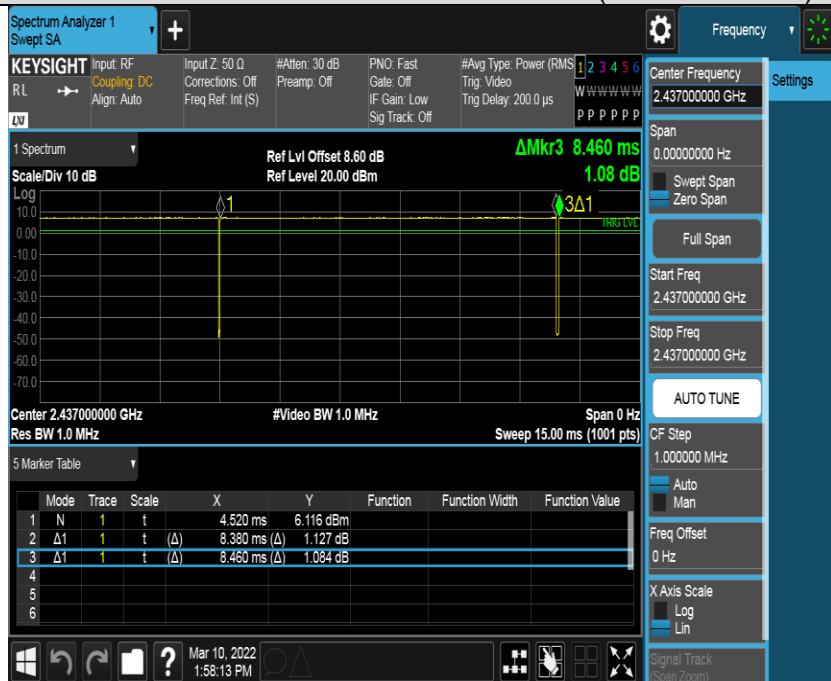 Spectrum Analyzer 1
Swept SA
+
Frequency
KEYSIGHT
RL
LXI
Input: RF
Coupling: DC
Align: Auto
Input Z: 50 Ω
Corrections: Off
Freq Ref: Int (S)
#Atten: 30 dB
Preamp: Off
PNO: Fast
Gate: Off
IF Gain: Low
Sig Track: Off
#Avg Type: Power (RMS
Trig: Video
Trig Delay: 200.0 µs
1 2 3 4 5 6
W W W W W W
P P P P P P
1 Spectrum
Scale/Div 10 dB
Ref Lvl Offset 8.60 dB
Ref Level 20.00 dBm
ΔMkr3 8.460 ms
1.08 dB
Log
10.0
0.00
-10.0
-20.0
-30.0
-40.0
-50.0
-60.0
-70.0
1
3Δ1
TRIG LVL
Center 2.437000000 GHz
#Video BW 1.0 MHz
Span 0 Hz
Res BW 1.0 MHz
Sweep 15.00 ms (1001 pts)
5 Marker Table
Mode Trace Scale X Y Function Function Width Function Value
1 N 1 t 4.520 ms 6.116 dBm
2 Δ1 1 t (Δ) 8.380 ms (Δ) 1.127 dB
3 Δ1 1 t (Δ) 8.460 ms (Δ) 1.084 dB
4
5
6
?
Mar 10, 2022
1:58:13 PM
Center Frequency
2.437000000 GHz
Settings
Span
0.00000000 Hz
Swept Span
Zero Span
Full Span
Start Freq
2.437000000 GHz
Stop Freq
2.437000000 GHz
AUTO TUNE
CF Step
1.000000 MHz
Auto
Man
Freq Offset
0 Hz
X Axis Scale
Log
Lin
Signal Track
(Span Zoom)